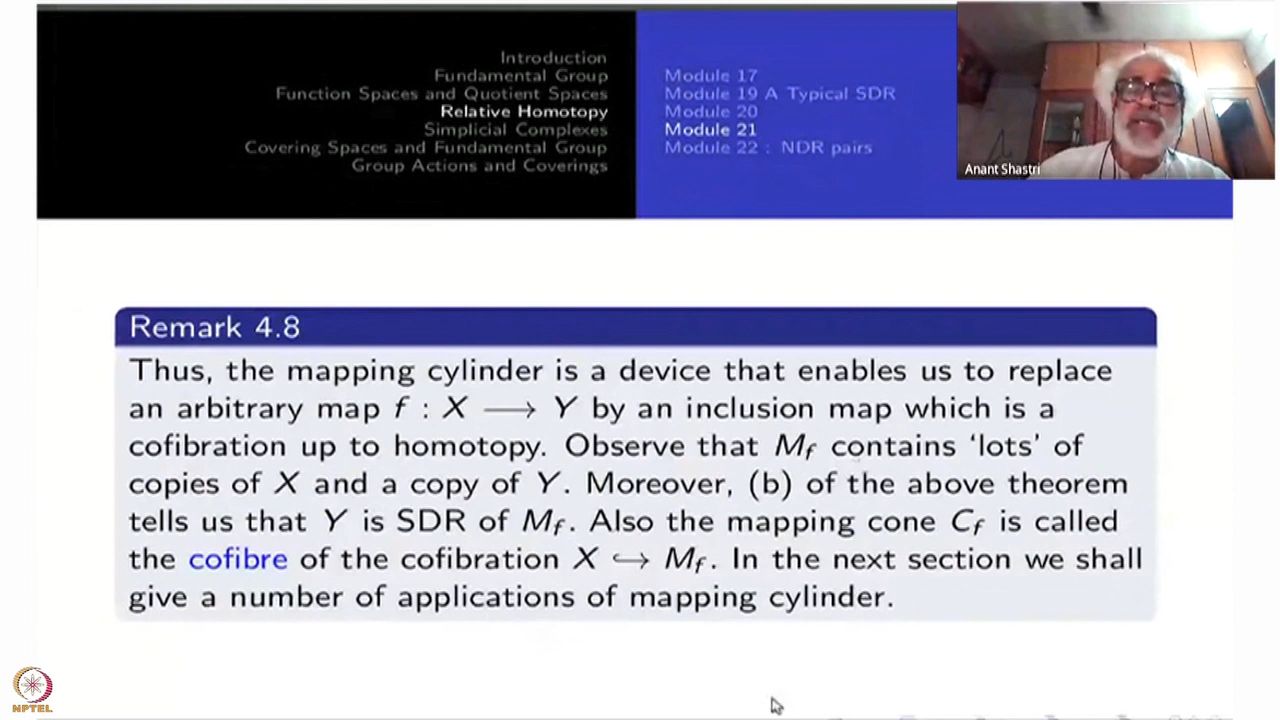 Introduction
Fundamental Group
Function Spaces and Quotient Spaces
Relative Homotopy
Simplicial Complexes
Covering Spaces and Fundamental Group
Group Actions and Coverings
Module 17
Module 19 A Typical SDR
Module 20
Module 21
Module 22 : NDR pairs
Anant Shastri
Remark 4.8
Thus, the mapping cylinder is a device that enables us to replace
an arbitrary map f : X ⟶ Y by an inclusion map which is a
cofibration up to homotopy. Observe that M_f contains ‘lots’ of
copies of X and a copy of Y. Moreover, (b) of the above theorem
tells us that Y is SDR of M_f. Also the mapping cone C_f is called
the cofibre of the cofibration X ↪ M_f. In the next section we shall
give a number of applications of mapping cylinder.
NPTEL